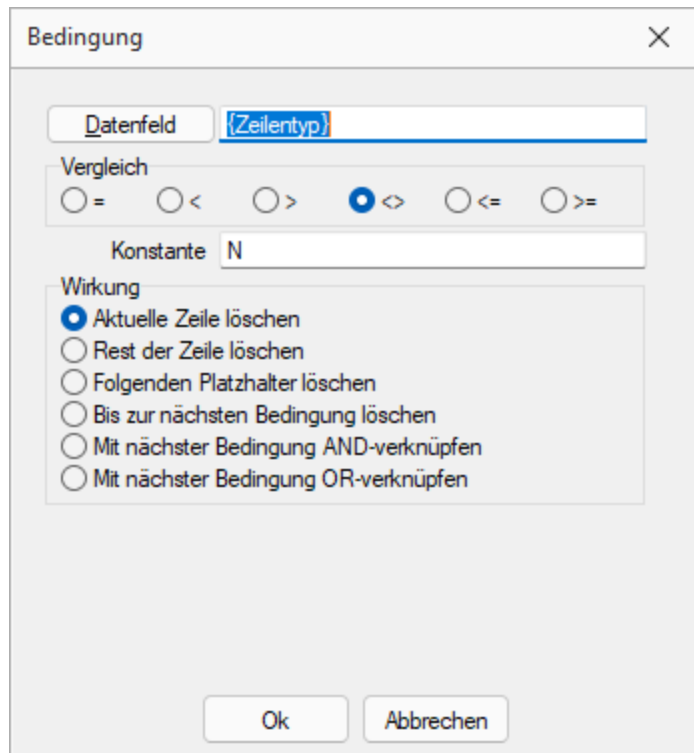 Bedingung
Datenfeld {Zeilentyp}
Vergleich
= < > <> <= >=
Konstante N
Wirkung
Aktuelle Zeile löschen
Rest der Zeile löschen
Folgenden Platzhalter löschen
Bis zur nächsten Bedingung löschen
Mit nächster Bedingung AND-verknüpfen
Mit nächster Bedingung OR-verknüpfen
Ok Abbrechen